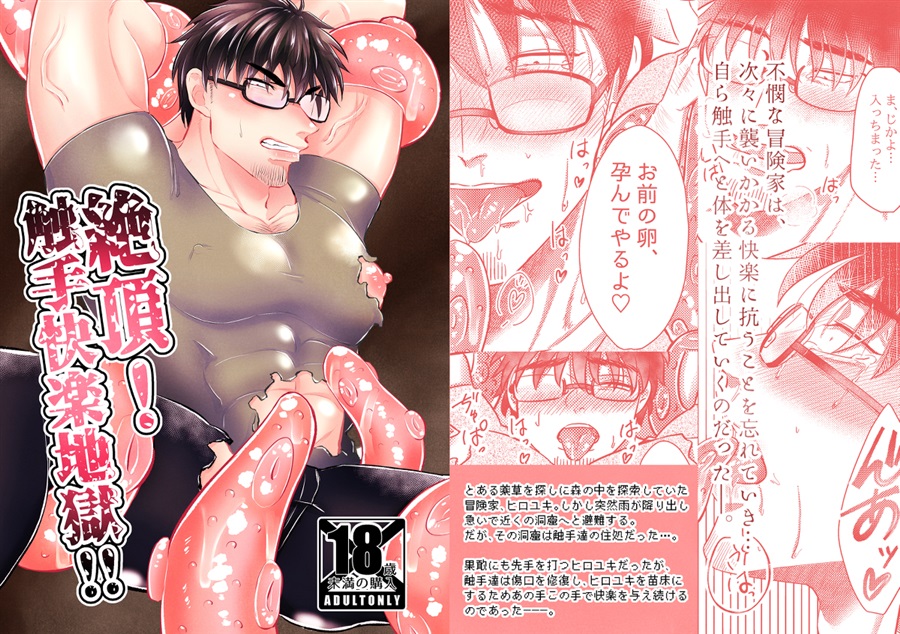 絶頂！
触手快楽地獄!!
18歳
未満の購入
ADULTONLY
ま、じかよ…
入っちまった…
不憫な冒険家は、
次々に襲いかかる快楽に抗うことを忘れていき…
自ら触手へと体を差し出していくのだった――。
お前の卵、
孕んでやるよ♡
はっ
はっ
んあッ
とある薬草を探しに森の中を探索していた
冒険家、ヒロユキ。しかし突然雨が降り出し
急いで近くの洞窟へと避難する。
だが、その洞窟は触手達の住処だった…。
果敢にも先手を打つヒロユキだったが、
触手達は傷口を修復し、ヒロユキを苗床に
するためあの手この手で快楽を与え続ける
のであった―――。